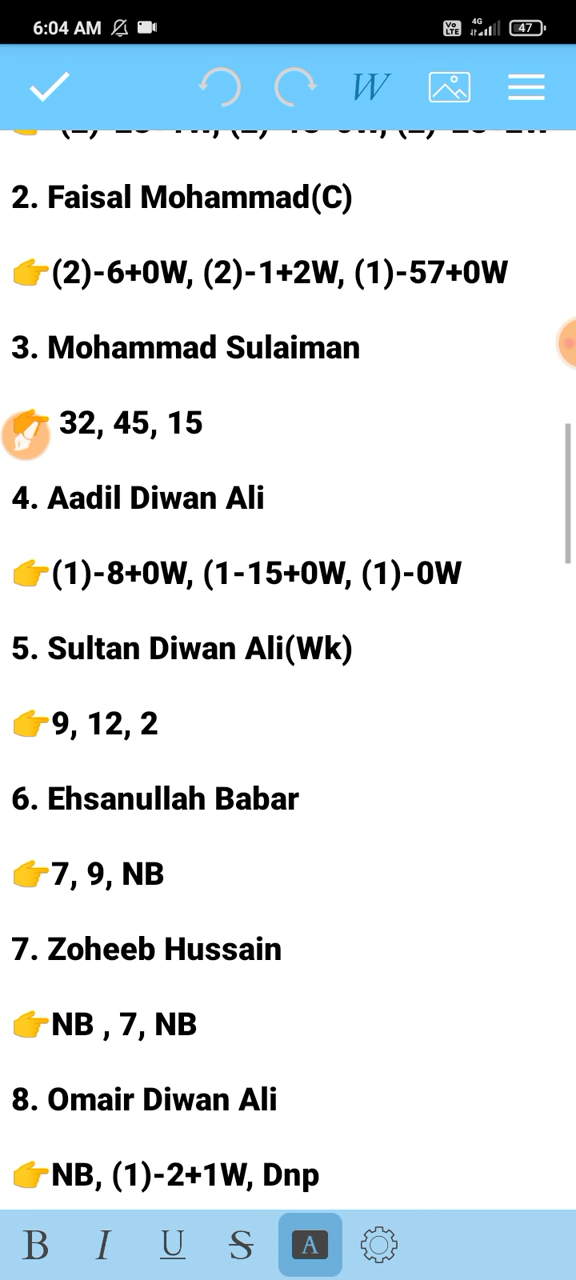 6:04 AM
Vo LTE 4G 47
W
2. Faisal Mohammad(C)
👉(2)-6+0W, (2)-1+2W, (1)-57+0W
3. Mohammad Sulaiman
👉 32, 45, 15
4. Aadil Diwan Ali
👉(1)-8+0W, (1-15+0W, (1)-0W
5. Sultan Diwan Ali(Wk)
👉9, 12, 2
6. Ehsanullah Babar
👉7, 9, NB
7. Zoheeb Hussain
👉NB , 7, NB
8. Omair Diwan Ali
👉NB, (1)-2+1W, Dnp
B I U S A